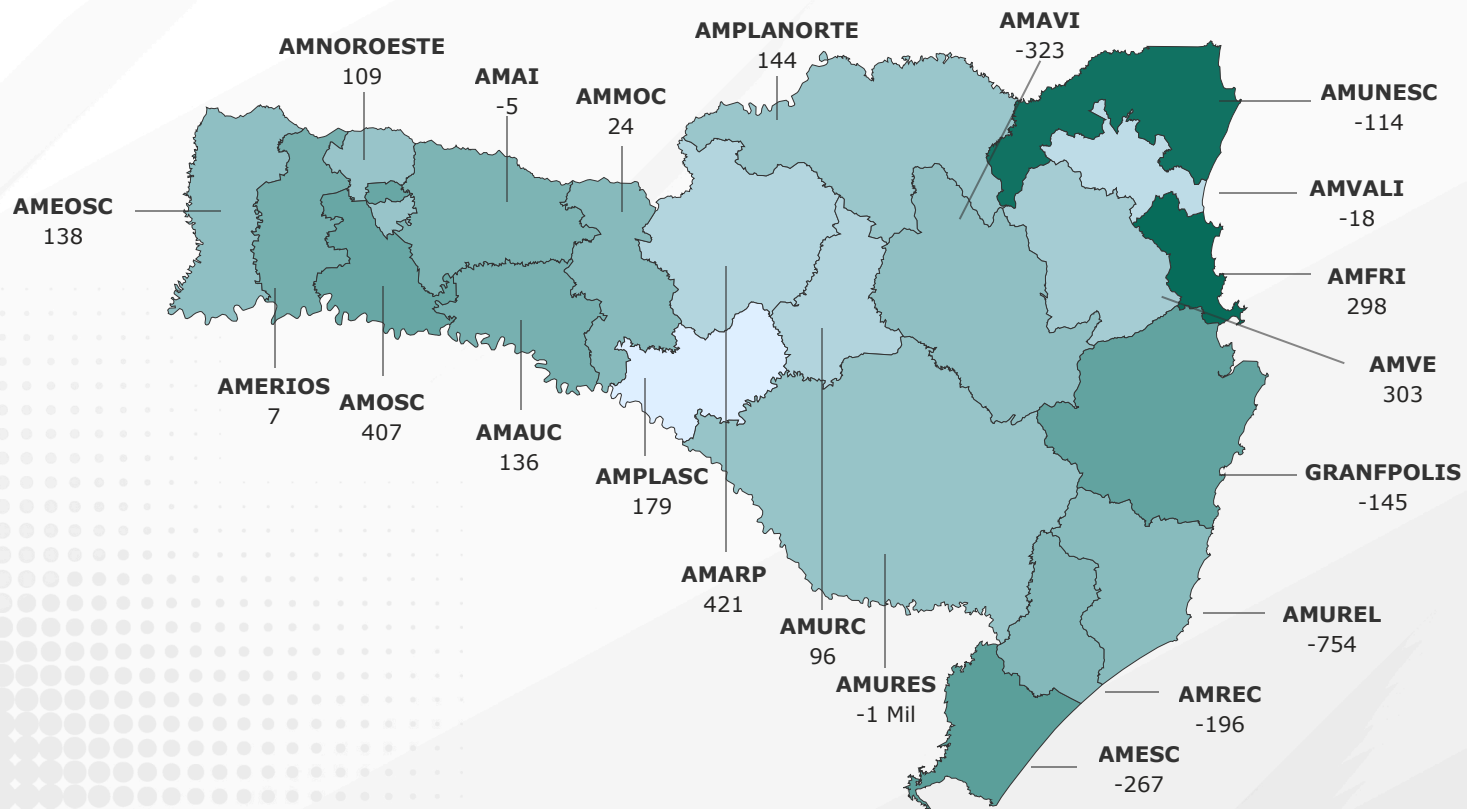 AMAVI
-323
AMPLANORTE
144
AMNOROESTE
109
AMAI
-5
AMMOC
24
AMUNESC
-114
AMVALI
-18
AMEOSC
138
AMFRI
298
AMVE
303
AMERIOS
7
AMOSC
407
AMAUC
136
AMPLASC
179
GRANFPOLIS
-145
AMARP
421
AMURC
96
AMUREL
-754
AMURES
-1 Mil
AMREC
-196
AMESC
-267